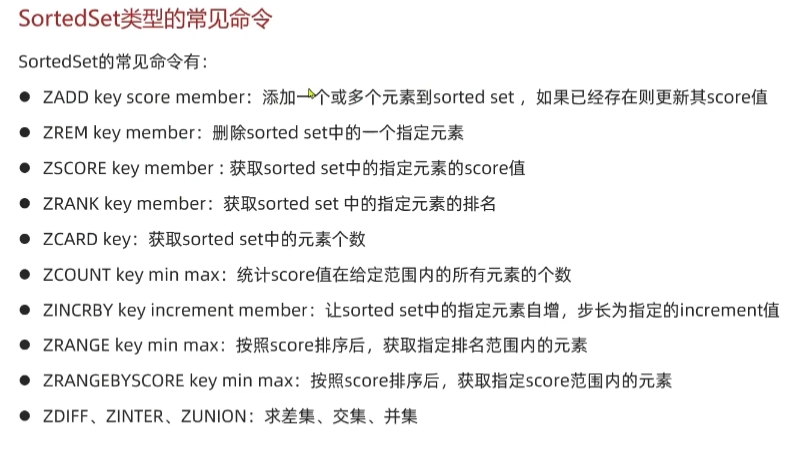 SortedSet类型的常见命令
SortedSet的常见命令有：
● ZADD key score member：添加一个或多个元素到sorted set ，如果已经存在则更新其score值
● ZREM key member：删除sorted set中的一个指定元素
● ZSCORE key member : 获取sorted set中的指定元素的score值
● ZRANK key member：获取sorted set 中的指定元素的排名
● ZCARD key：获取sorted set中的元素个数
● ZCOUNT key min max：统计score值在给定范围内的所有元素的个数
● ZINCRBY key increment member：让sorted set中的指定元素自增，步长为指定的increment值
● ZRANGE key min max：按照score排序后，获取指定排名范围内的元素
● ZRANGEBYSCORE key min max：按照score排序后，获取指定score范围内的元素
● ZDIFF、ZINTER、ZUNION：求差集、交集、并集